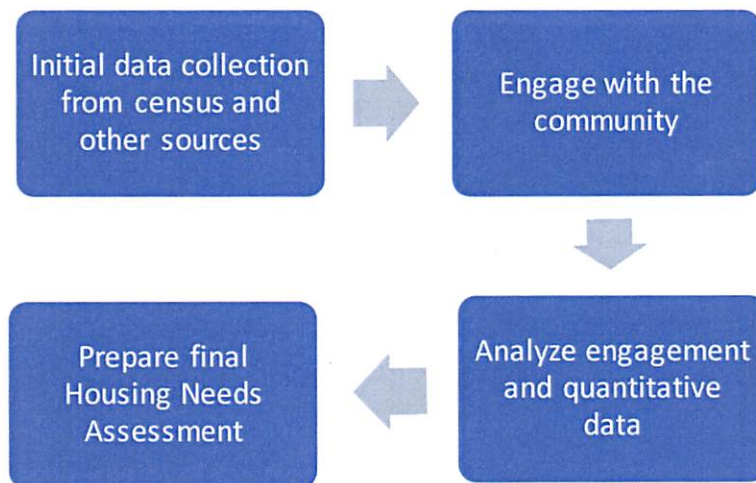 Initial data collection
from census and
other sources
Engage with the
community
Analyze engagement
and quantitative
data
Prepare final
Housing Needs
Assessment